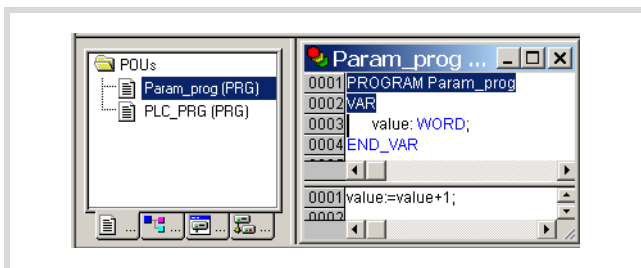 POUs
Param_prog (PRG)
PLC_PRG (PRG)
... ... ... ...
Param_prog ...
0001 PROGRAM Param_prog
0002 VAR
0003 value: WORD;
0004 END_VAR
0001 value:=value+1;
0002